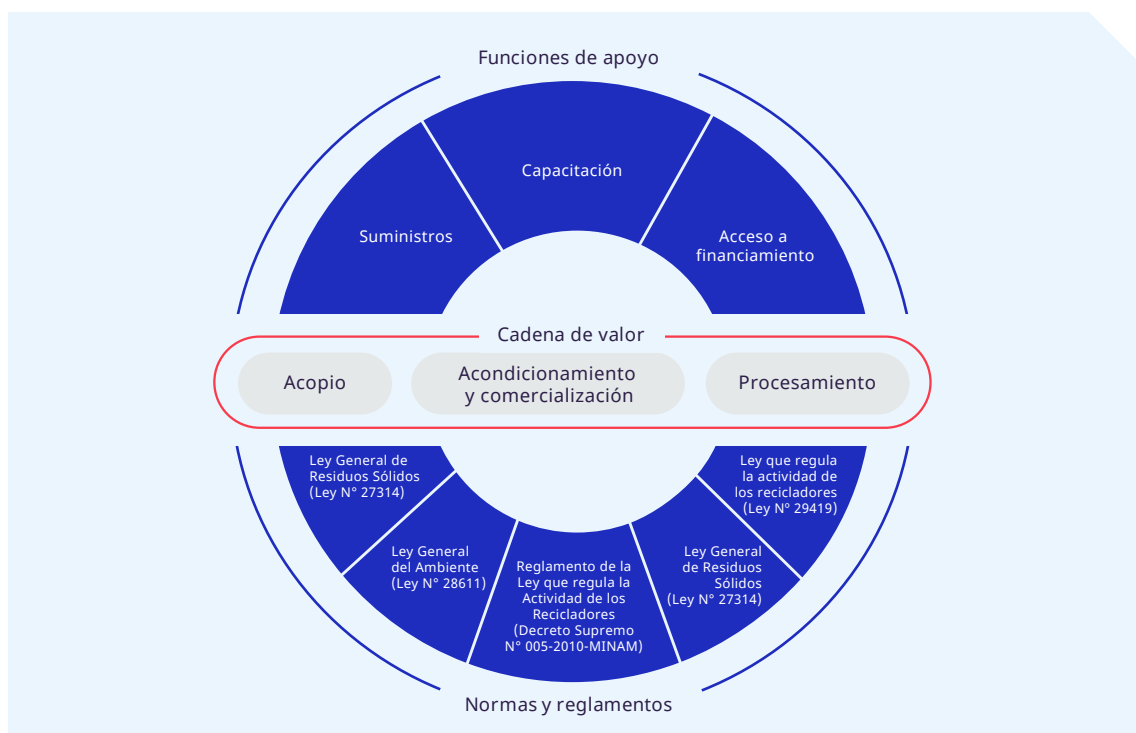 Funciones de apoyo
Capacitación
Suministros
Acceso a
financiamiento
Cadena de valor
Acopio
Acondicionamiento
y comercialización
Procesamiento
Ley General de
Residuos Sólidos
(Ley N° 27314)
Ley General
del Ambiente
(Ley N° 28611)
Reglamento de la
Ley que regula la
Actividad de los
Recicladores
(Decreto Supremo
N° 005-2010-MINAM)
Ley General
de Residuos
Sólidos
(Ley N° 27314)
Ley que regula
la actividad de
los recicladores
(Ley N° 29419)
Normas y reglamentos